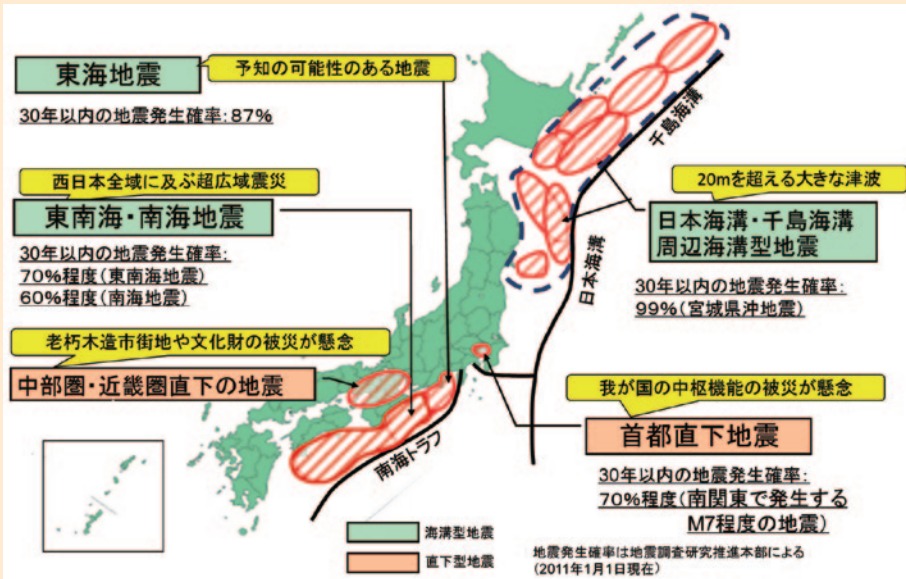 東海地震
予知の可能性のある地震
30年以内の地震発生確率:87%
西日本全域に及ぶ超広域震災
東南海・南海地震
30年以内の地震発生確率:
70%程度(東南海地震)
60%程度(南海地震)
老朽木造市街地や文化財の被災が懸念
中部圏・近畿圏直下の地震
千島海溝
20mを超える大きな津波
日本海溝・千島海溝
周辺海溝型地震
30年以内の地震発生確率:
99%(宮城県沖地震)
日本海溝
我が国の中枢機能の被災が懸念
首都直下地震
30年以内の地震発生確率:
70%程度(南関東で発生する
M7程度の地震)
南海トラフ
海溝型地震
直下型地震
地震発生確率は地震調査研究推進本部による
(2011年1月1日現在)